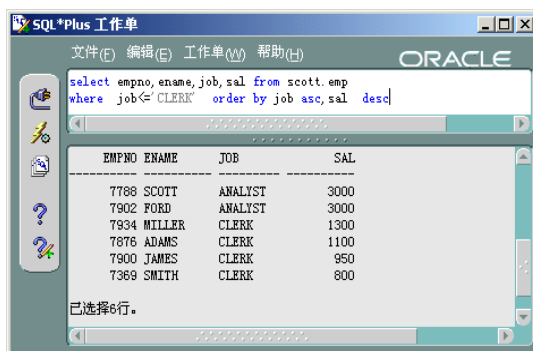 SQL*Plus 工作单
文件(F) 编辑(E) 工作单(W) 帮助(H)
ORACLE
select empno,ename,job,sal from scott.emp
where job<='CLERK' order by job asc,sal desc
EMPNO ENAME JOB SAL
---------- ---------- --------- ----------
7788 SCOTT ANALYST 3000
7902 FORD ANALYST 3000
7934 MILLER CLERK 1300
7876 ADAMS CLERK 1100
7900 JAMES CLERK 950
7369 SMITH CLERK 800
已选择6行。